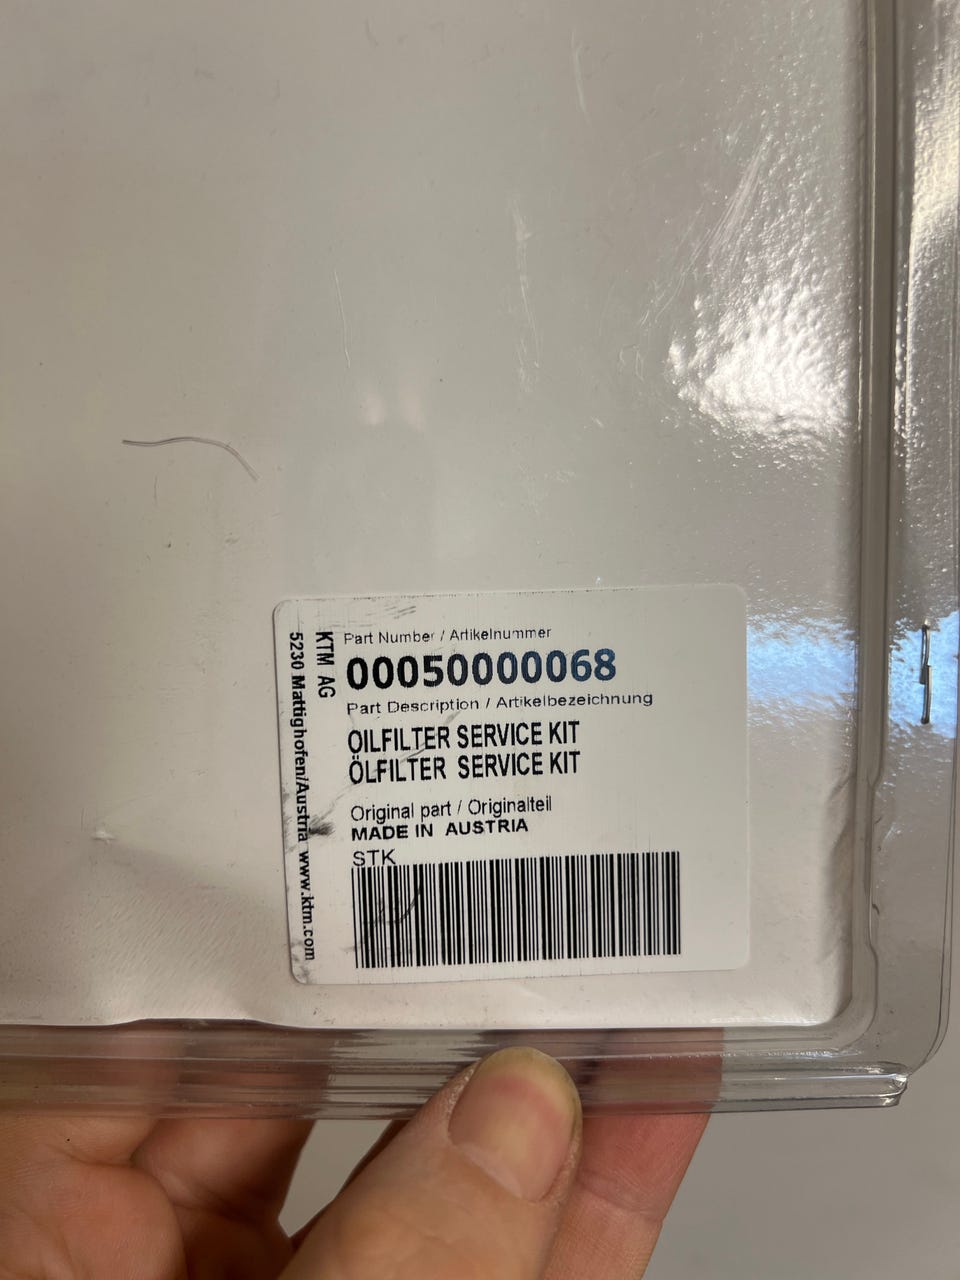 Part Number / Artikelnummer
00050000068
Part Description / Artikelbezeichnung
OILFILTER SERVICE KIT
ÖLFILTER SERVICE KIT
Original part / Originalteil
MADE IN AUSTRIA
STK
KTM AG
5230 Mattighofen/Austria www.ktm.com